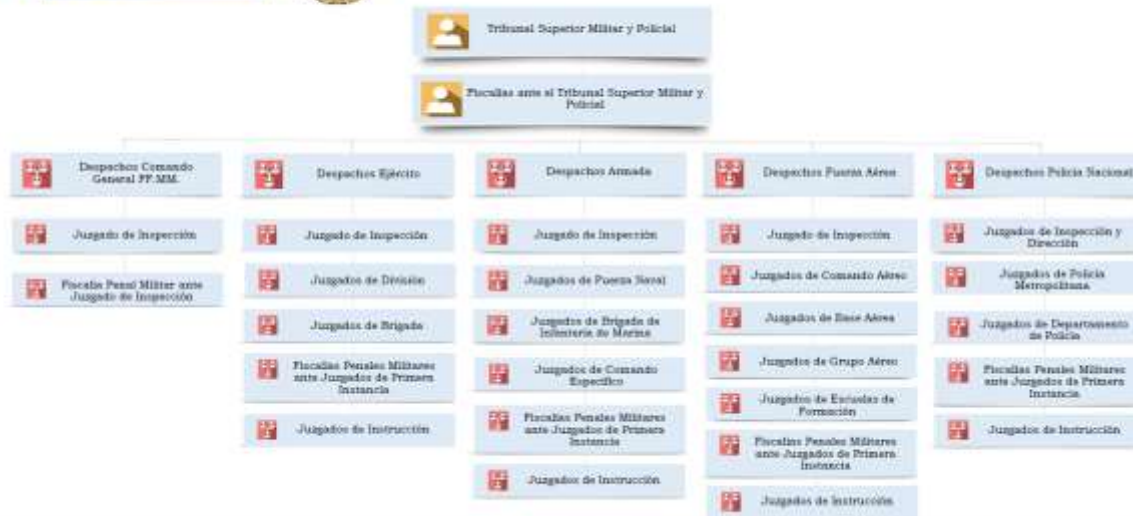 Tribunal Superior Militar y Policial
Fiscalías ante el Tribunal Superior Militar y
Policial
Despachos Comando
General FF.MM.
Juzgado de Inspección
Fiscalía Penal Militar ante
Juzgado de Inspección
Despachos Ejército
Juzgado de Inspección
Juzgados de División
Juzgados de Brigada
Fiscalías Penales Militares
ante Juzgados de Primera
Instancia
Juzgados de Instrucción
Despachos Armada
Juzgado de Inspección
Juzgados de Fuerza Naval
Juzgados de Brigada de
Infantería de Marina
Juzgados de Comando
Específico
Fiscalías Penales Militares
ante Juzgados de Primera
Instancia
Juzgados de Instrucción
Despachos Fuerza Aérea
Juzgado de Inspección
Juzgados de Comando Aéreo
Juzgados de Base Aérea
Juzgados de Grupo Aéreo
Juzgados de Escuelas de
Formación
Fiscalías Penales Militares
ante Juzgados de Primera
Instancia
Juzgados de Instrucción
Despachos Policía Nacional
Juzgados de Inspección y
Dirección
Juzgados de Policía
Metropolitana
Juzgados de Departamento
de Policía
Fiscalías Penales Militares
ante Juzgados de Primera
Instancia
Juzgados de Instrucción